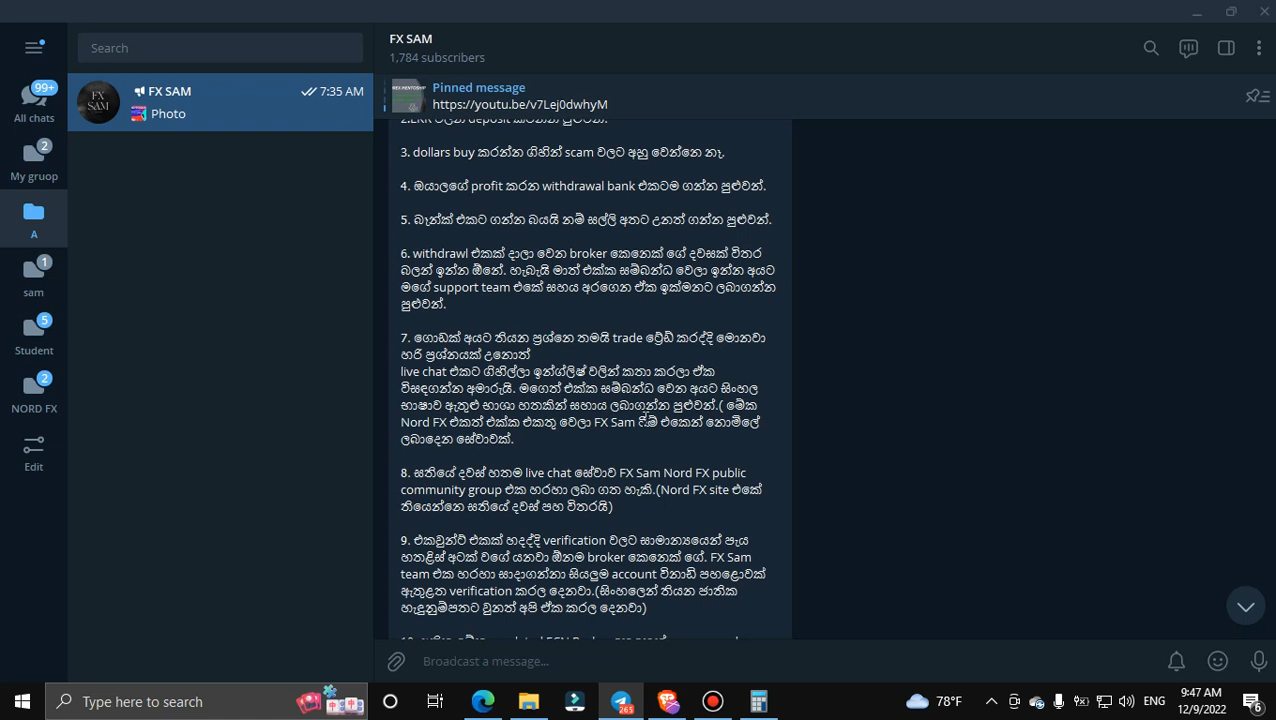 Search
FX SAM
1,784 subscribers
Pinned message
https://youtu.be/v7Lej0dwhyM
99+
All chats
2
My gruop
A
1
sam
5
Student
2
NORD FX
Edit
FX SAM
7:35 AM
Photo
FX
SAM
3. dollars buy කරන්න ගිහින් scam වලට අහු වෙන්නෙ නෑ.
4. ඔයාලගේ profit කරන withdrawal bank එකටම ගන්න පුළුවන්.
5. බැන්ක් එකට ගන්න බයයි නම් සල්ලි අතට උනත් ගන්න පුළුවන්.
6. withdrawl එකක් දාලා වෙන broker කෙනෙක් ගේ දවසක් විතර
බලන් ඉන්න ඕනේ. හැබැයි මාත් එක්ක සම්බන්ධ වෙලා ඉන්න අයට
මගේ support team එකේ සහය අරගෙන ඒක ඉක්මනට ලබාගන්න
පුළුවන්.
7. ගොඩක් අයට තියන ප්‍රශ්නෙ තමයි trade ට්‍රේඩ් කරද්දි මොනවා
හරි ප්‍රශ්නයක් උනොත්
live chat එකට ගිහිල්ලා ඉන්ග්ලිෂ් වලින් කතා කරලා ඒක
විසඳගන්න අමාරුයි. මගෙත් එක්ක සම්බන්ධ වෙන අයට සිංහල
භාෂාව ඇතුළු භාශා හතකින් සහාය ලබාගන්න පුළුවන්.( මේක
Nord FX එකත් එක්ක එකතු වෙලා FX Sam ටීම් එකෙන් නොමිලේ
ලබාදෙන සේවාවක්.
8. සතියේ දවස් හතම live chat සේවාව FX Sam Nord FX public
community group එක හරහා ලබා ගත හැකි.(Nord FX site එකේ
තියෙන්නෙ සතියේ දවස් පහ විතරයි)
9. එකවුන්ට් එකක් හදද්දි verification වලට සාමාන්‍යයෙන් පැය
හතළිස් අටක් වගේ යනවා ඕනම broker කෙනෙක් ගේ. FX Sam
team එක හරහා සාදාගන්නා සියලුම account විනාඩි පහළොවක්
ඇතුළත verification කරල දෙනවා.(සිංහලෙන් තියන ජාතික
හැඳුනුම්පතට වුනත් අපි ඒක කරල දෙනවා)
Broadcast a message...
Type here to search
265
78°F
ENG
9:47 AM
12/9/2022
6